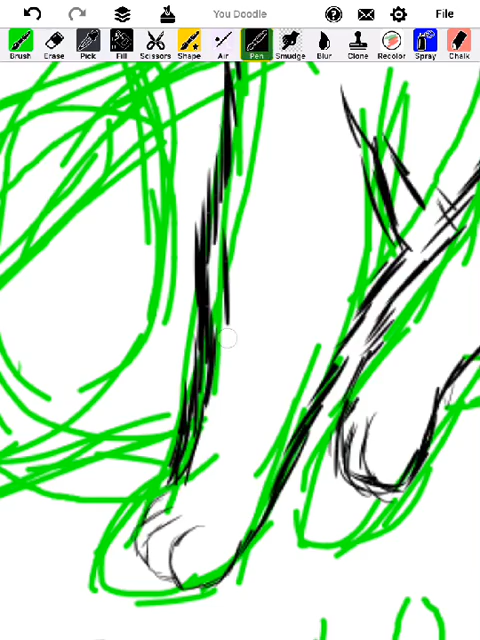 You Doodle
File
Brush Erase Pick Fill Scissors Shape Air Pen Smudge Blur Clone Recolor Spray Chalk